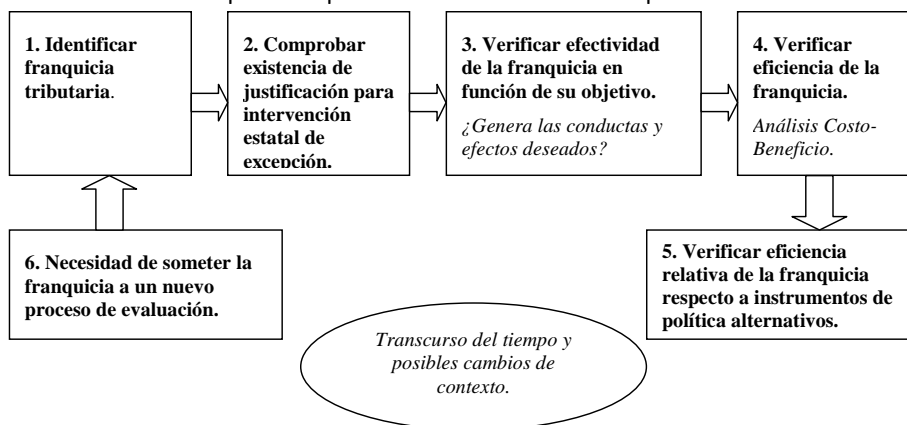 1. Identificar
franquicia
tributaria.
2. Comprobar
existencia de
justificación para
intervención
estatal de
excepción.
3. Verificar efectividad
de la franquicia en
función de su objetivo.
¿Genera las conductas y
efectos deseados?
4. Verificar
eficiencia de la
franquicia.
Análisis Costo-
Beneficio.
5. Verificar eficiencia
relativa de la franquicia
respecto a instrumentos de
política alternativos.
6. Necesidad de someter la
franquicia a un nuevo
proceso de evaluación.
Transcurso del tiempo y
posibles cambios de
contexto.